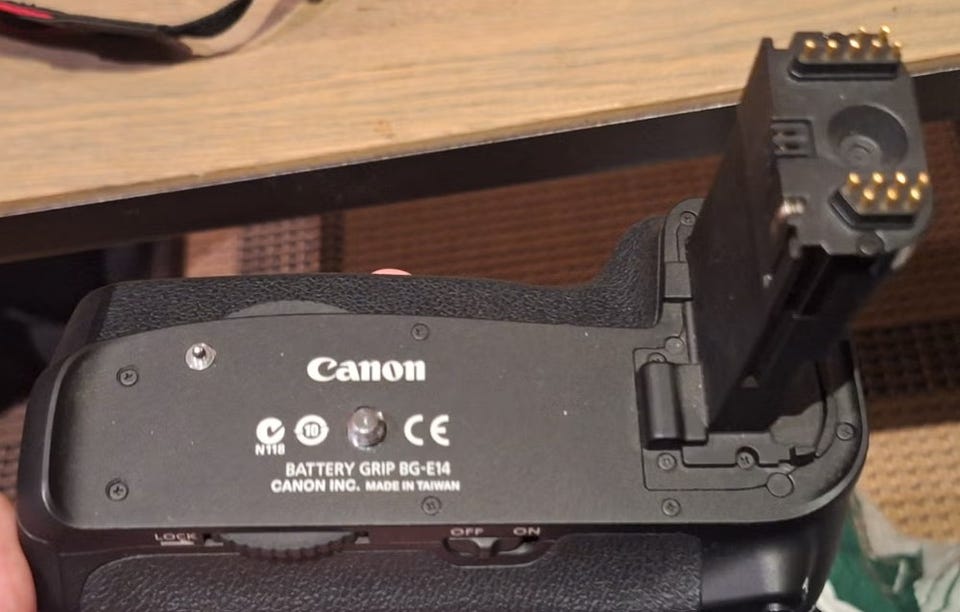 Canon
N118 10 CE
BATTERY GRIP BG-E14
CANON INC. MADE IN TAIWAN
LOCK OFF ON